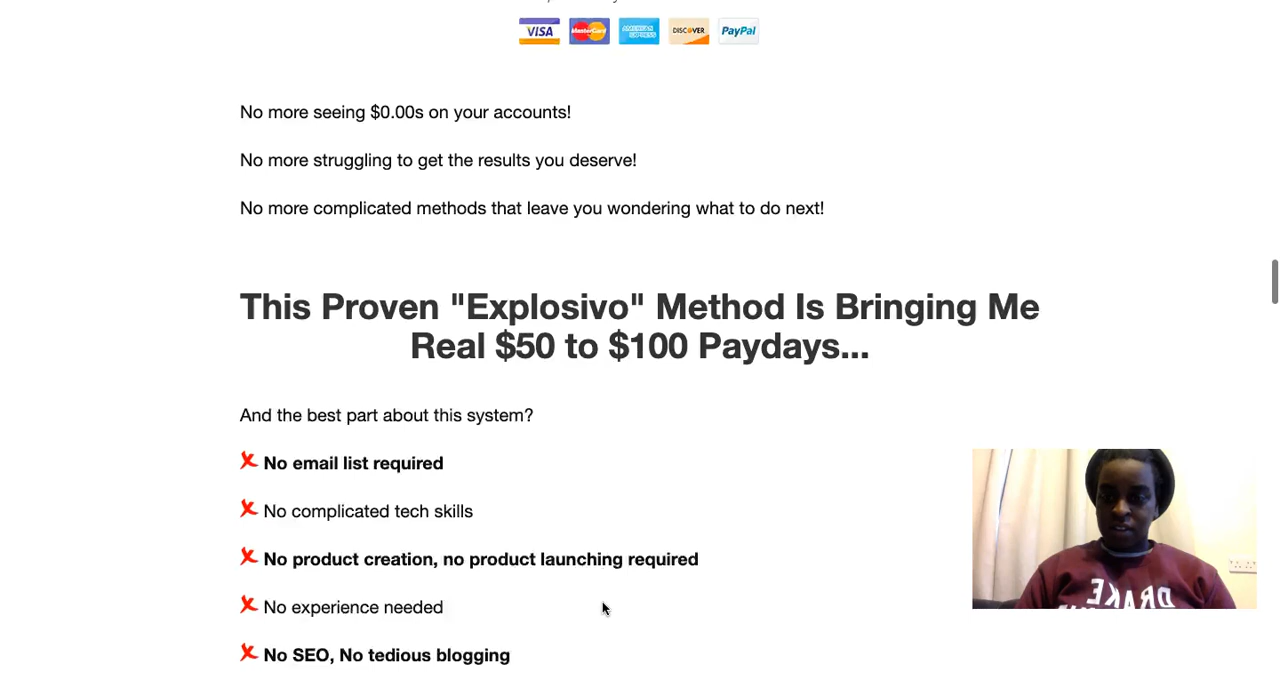 VISA
MasterCard
AMERICAN EXPRESS
DISCOVER
PayPal
No more seeing $0.00s on your accounts!
No more struggling to get the results you deserve!
No more complicated methods that leave you wondering what to do next!
This Proven "Explosivo" Method Is Bringing Me
Real $50 to $100 Paydays...
And the best part about this system?
No email list required
No complicated tech skills
No product creation, no product launching required
No experience needed
No SEO, No tedious blogging
DRAKE